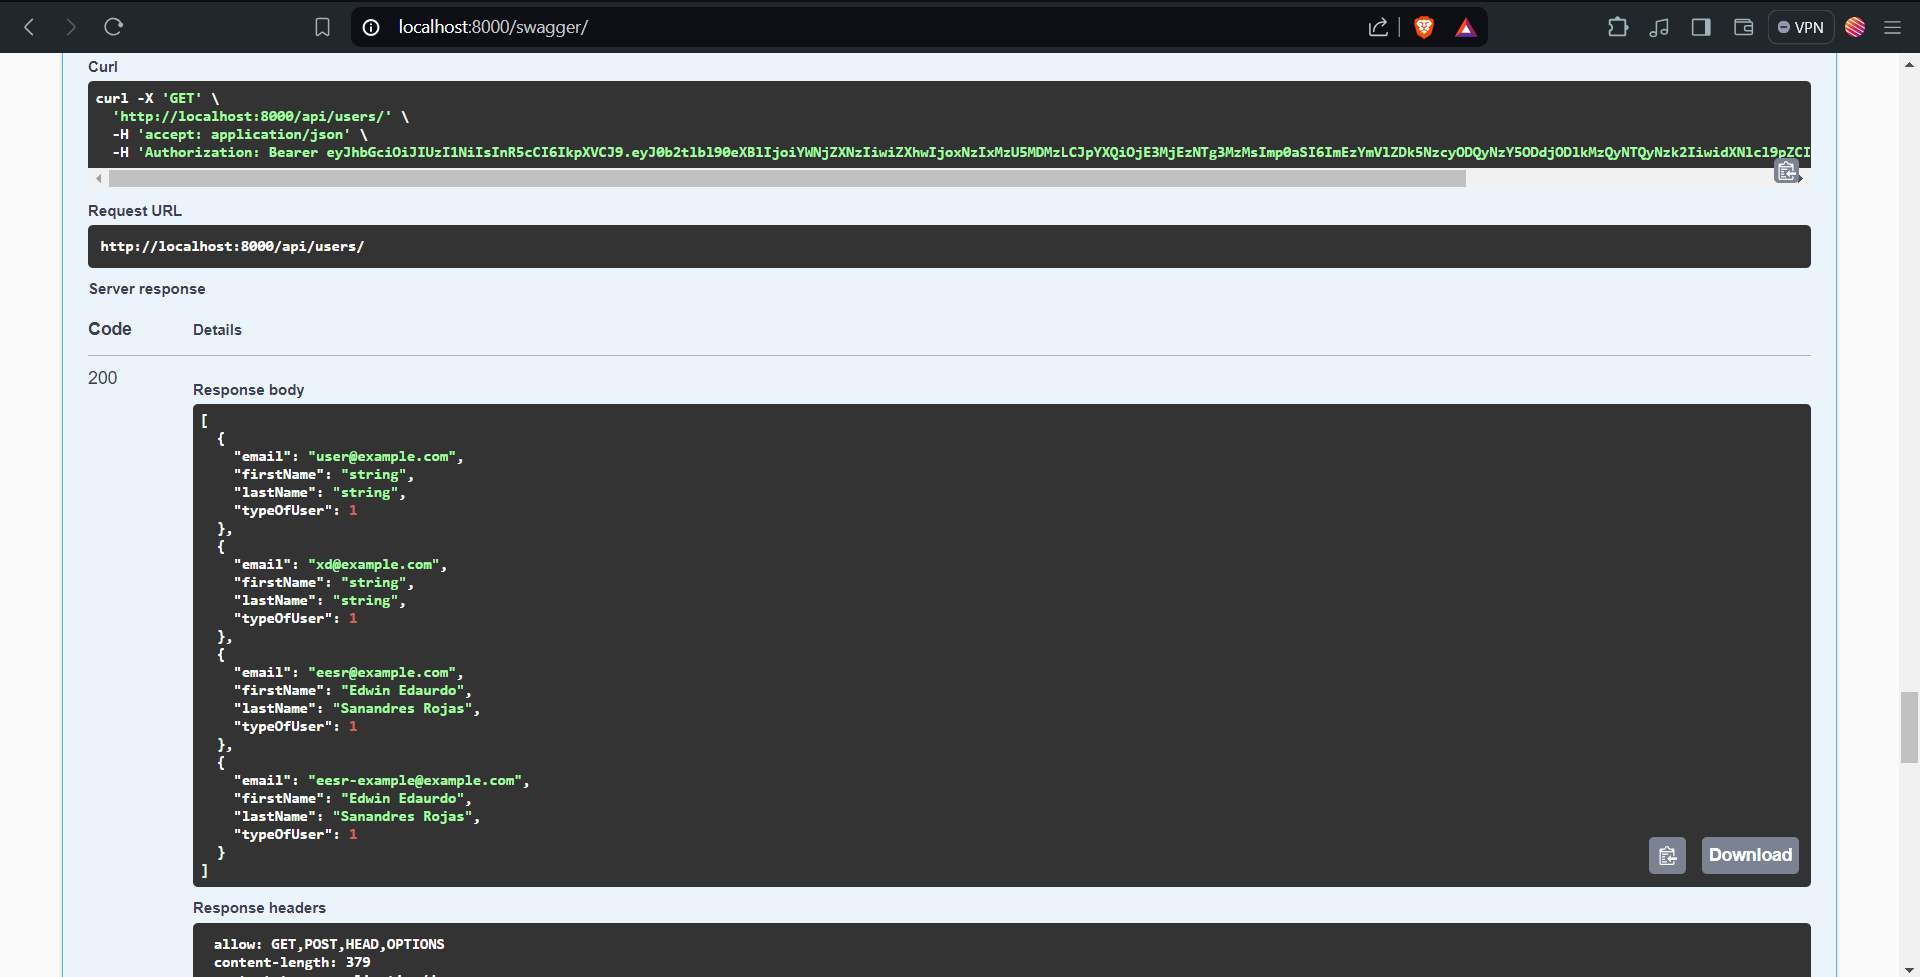 localhost:8000/swagger/
VPN
Curl
curl -X 'GET' \
'http://localhost:8000/api/users/' \
-H 'accept: application/json' \
-H 'Authorization: Bearer
Request URL
http://localhost:8000/api/users/
Server response
Code Details
200
Response body
[
{
"email": "user@example.com",
"firstName": "string",
"lastName": "string",
"typeOfUser": 1
},
{
"email": "xd@example.com",
"firstName": "string",
"lastName": "string",
"typeOfUser": 1
},
{
"email": "eesr@example.com",
"firstName": "Edwin Edaurdo",
"lastName": "Sanandres Rojas",
"typeOfUser": 1
},
{
"email": "eesr-example@example.com",
"firstName": "Edwin Edaurdo",
"lastName": "Sanandres Rojas",
"typeOfUser": 1
}
]
Download
Response headers
allow: GET,POST,HEAD,OPTIONS
content-length: 379